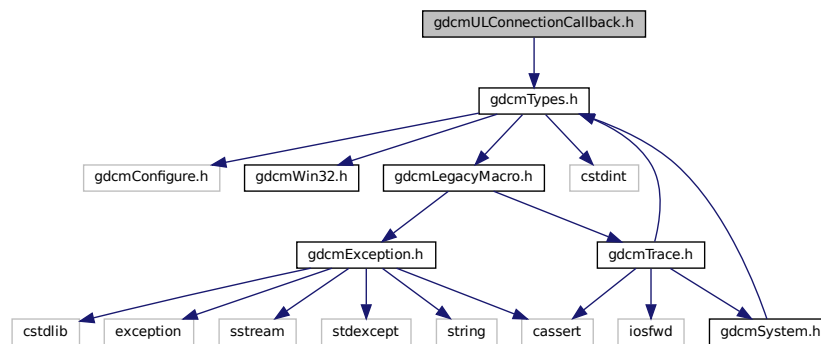 gdcmULConnectionCallback.h
gdcmTypes.h
gdcmConfigure.h
gdcmWin32.h
gdcmLegacyMacro.h
cstdint
gdcmException.h
gdcmTrace.h
cstdlib
exception
sstream
stdexcept
string
cassert
iosfwd
gdcmSystem.h